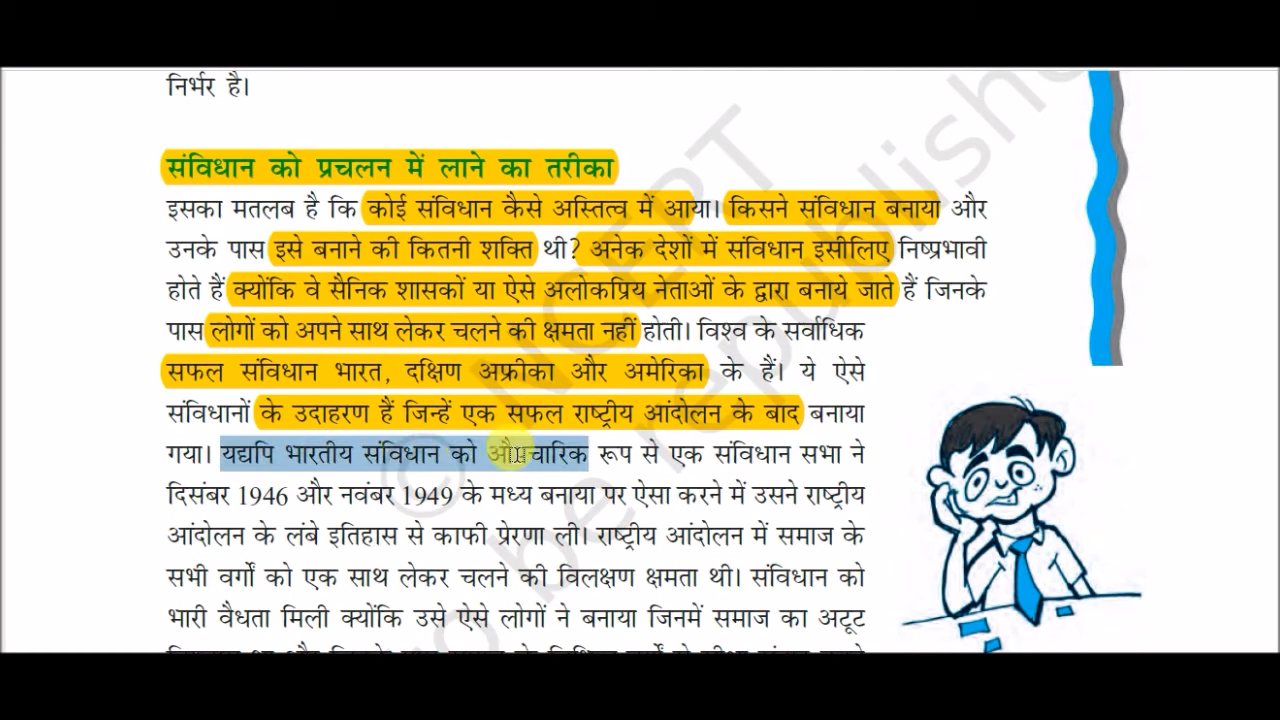 निर्भर है।
संविधान को प्रचलन में लाने का तरीका
इसका मतलब है कि कोई संविधान कैसे अस्तित्व में आया। किसने संविधान बनाया और
उनके पास इसे बनाने की कितनी शक्ति थी? अनेक देशों में संविधान इसीलिए निष्प्रभावी
होते हैं क्योंकि वे सैनिक शासकों या ऐसे अलोकप्रिय नेताओं के द्वारा बनाये जाते हैं जिनके
पास लोगों को अपने साथ लेकर चलने की क्षमता नहीं होती। विश्व के सर्वाधिक
सफल संविधान भारत, दक्षिण अफ्रीका और अमेरिका के हैं। ये ऐसे
संविधानों के उदाहरण हैं जिन्हें एक सफल राष्ट्रीय आंदोलन के बाद बनाया
गया। यद्यपि भारतीय संविधान को औपचारिक रूप से एक संविधान सभा ने
दिसंबर 1946 और नवंबर 1949 के मध्य बनाया पर ऐसा करने में उसने राष्ट्रीय
आंदोलन के लंबे इतिहास से काफी प्रेरणा ली। राष्ट्रीय आंदोलन में समाज के
सभी वर्गों को एक साथ लेकर चलने की विलक्षण क्षमता थी। संविधान को
भारी वैधता मिली क्योंकि उसे ऐसे लोगों ने बनाया जिनमें समाज का अटूट
© NCERT
be republished